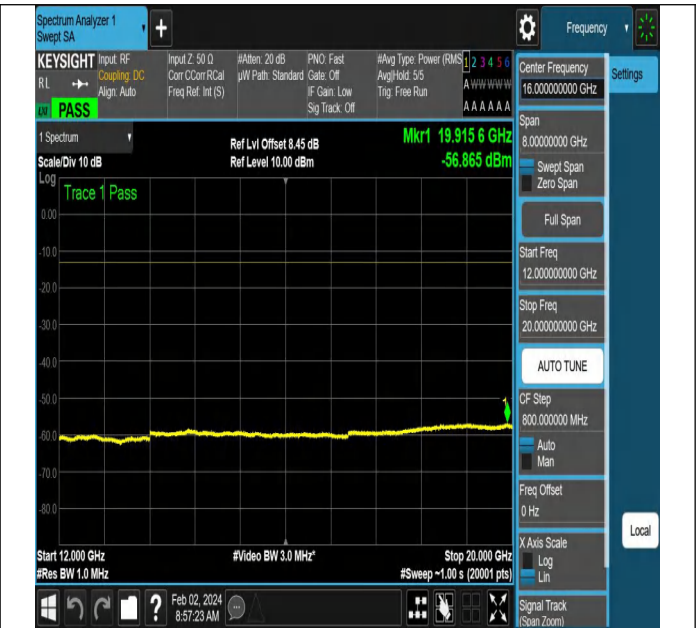 Spectrum Analyzer 1
Swept SA
Frequency
KEYSIGHT
RL
PASS
Input: RF
Coupling: DC
Align: Auto
Input Z: 50 Ω
Corr CCorr RCal
Freq Ref: Int (S)
#Atten: 20 dB
µW Path: Standard
PNO: Fast
Gate: Off
IF Gain: Low
Sig Track: Off
#Avg Type: Power (RMS
Avg|Hold: 5/5
Trig: Free Run
1 2 3 4 5 6
A W W W W W
A A A A A A
1 Spectrum
Scale/Div 10 dB
Ref Lvl Offset 8.45 dB
Ref Level 10.00 dBm
Mkr1 19.915 6 GHz
-56.865 dBm
Log
Trace 1 Pass
0.00
-10.0
-20.0
-30.0
-40.0
-50.0
-60.0
-70.0
-80.0
1
Start 12.000 GHz
#Res BW 1.0 MHz
#Video BW 3.0 MHz*
Stop 20.000 GHz
#Sweep ~1.00 s (20001 pts)
Feb 02, 2024
8:57:23 AM
Center Frequency
16.000000000 GHz
Settings
Span
8.00000000 GHz
Swept Span
Zero Span
Full Span
Start Freq
12.000000000 GHz
Stop Freq
20.000000000 GHz
AUTO TUNE
CF Step
800.000000 MHz
Auto
Man
Freq Offset
0 Hz
X Axis Scale
Log
Lin
Signal Track
(Span Zoom)
Local